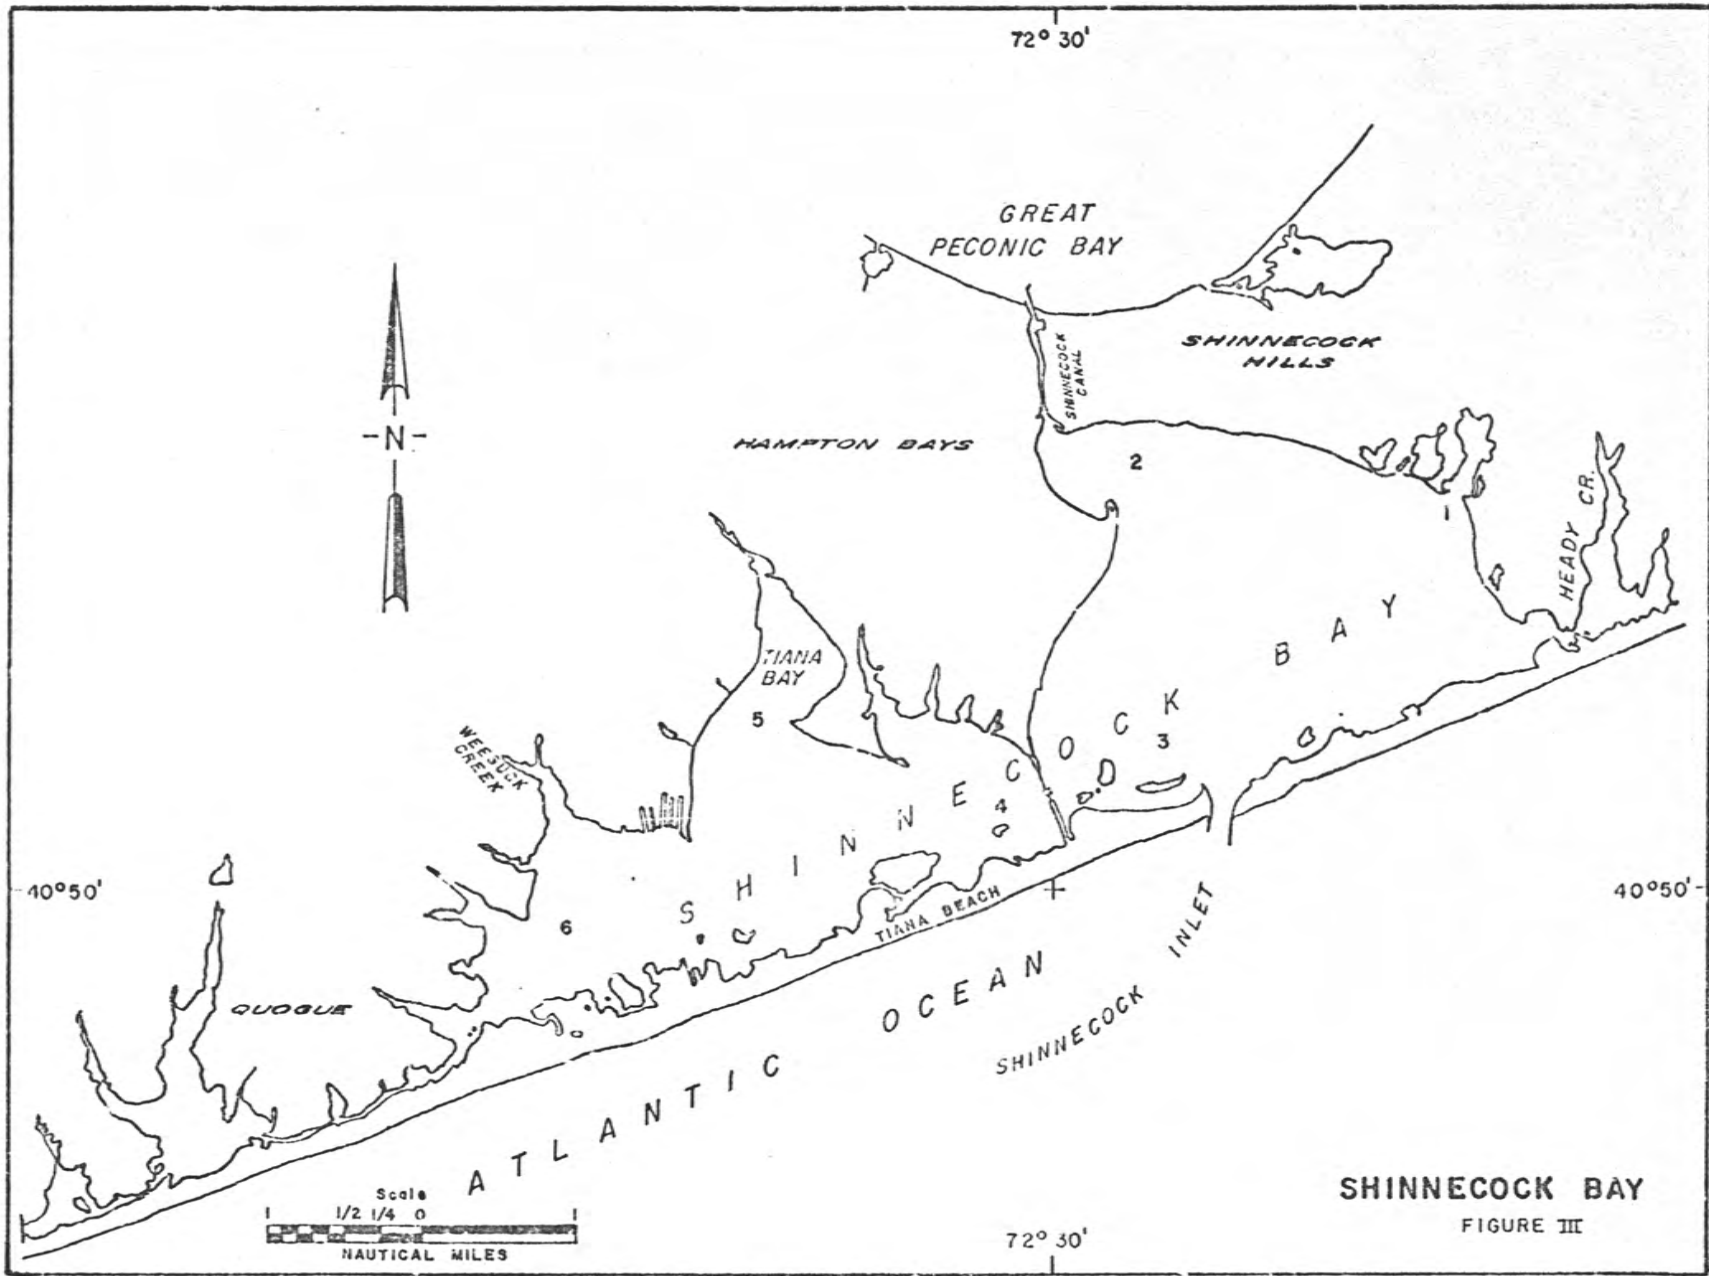 72° 30'
GREAT
PECONIC BAY
SHINNECOCK
HILLS
SHINNECOCK
CANAL
-N-
HAMPTON BAYS
2
1
HEADY CR.
TIANA
BAY
5
WEESUCK
CREEK
3
4
SHINNECOCK BAY
40°50'
40°50'
TIANA BEACH
6
SHINNECOCK INLET
QUOGUE
ATLANTIC OCEAN
Scale
1 1/2 1/4 0 1
NAUTICAL MILES
72° 30'
SHINNECOCK BAY
FIGURE III